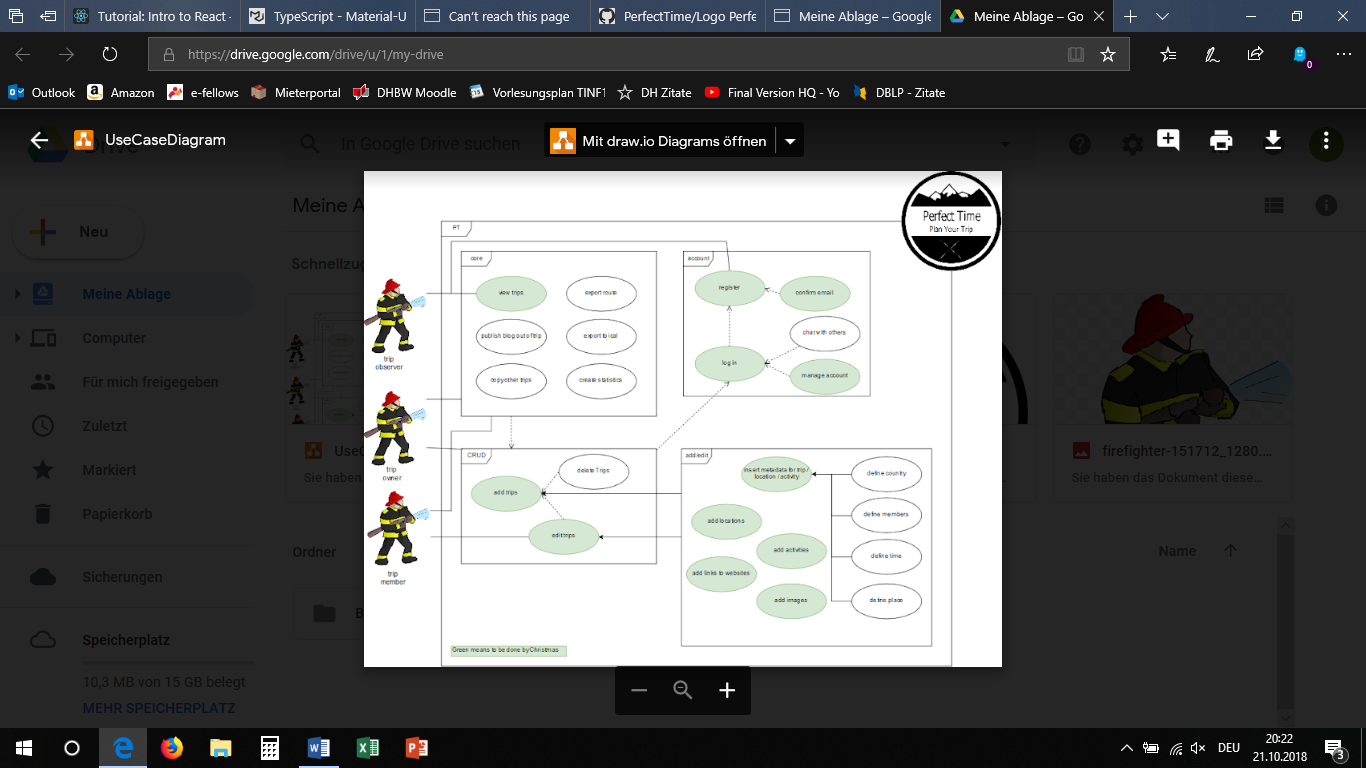 Tutorial: Intro to React -
TypeScript - Material-U
Can't reach this page
PerfectTime/Logo Perfe
Meine Ablage – Google
Meine Ablage – Go
https://drive.google.com/drive/u/1/my-drive
Outlook
Amazon
e-fellows
Mieterportal
DHBW Moodle
Vorlesungsplan TINF1
DH Zitate
Final Version HQ - Yo
DBLP - Zitate
0
UseCaseDiagram
In Google Drive suchen
Mit draw.io Diagrams öffnen
Neu
Meine A
Schnellzug
Meine Ablage
Computer
Für mich freigegeben
Zuletzt
Markiert
Papierkorb
Sicherungen
Speicherplatz
10,3 MB von 15 GB belegt
MEHR SPEICHERPLATZ
UseC
Sie haben
Ordner
B
firefighter-151712_1280....
Sie haben das Dokument diese...
Name
Perfect Time
Plan Your Trip
PT
core
view trips
export route
publish blog out of trip
export to ical
copy other trips
create statistics
account
register
confirm email
chat with others
log in
manage account
trip
observer
trip
owner
trip
member
CRUD
delete Trips
add trips
edit trips
add/edit
insert metadata for trip/
location / activity
define country
add locations
define members
add activities
define time
add links to websites
add images
define place
Green means to be done by Christmas
DEU
20:22
21.10.2018
3